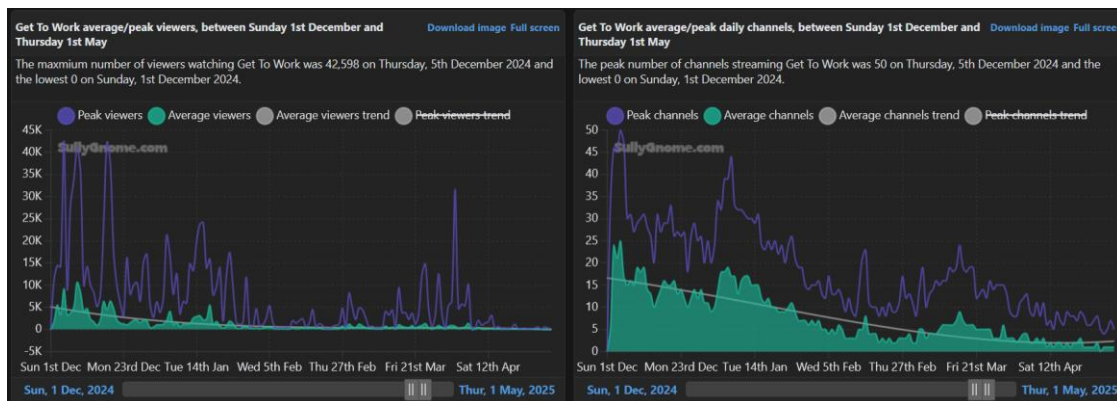 Get To Work average/peak viewers, between Sunday 1st December and
Thursday 1st May
Download image Full screen
The maxmium number of viewers watching Get To Work was 42,598 on Thursday, 5th December 2024 and
the lowest 0 on Sunday, 1st December 2024.
Peak viewers Average viewers Average viewers trend Peak viewers trend
SullyGnome.com
45K
40K
35K
30K
25K
20K
15K
10K
5K
0
-5K
Sun 1st Dec Mon 23rd Dec Tue 14th Jan Wed 5th Feb Thu 27th Feb Fri 21st Mar Sat 12th Apr
Sun, 1 Dec, 2024 Thur, 1 May, 2025
Get To Work average/peak daily channels, between Sunday 1st December and
Thursday 1st May
Download image Full screen
The peak number of channels streaming Get To Work was 50 on Thursday, 5th December 2024 and the
lowest 0 on Sunday, 1st December 2024.
Peak channels Average channels Average channels trend Peak channels trend
SullyGnome.com
50
45
40
35
30
25
20
15
10
5
0
Sun 1st Dec Mon 23rd Dec Tue 14th Jan Wed 5th Feb Thu 27th Feb Fri 21st Mar Sat 12th Apr
Sun, 1 Dec, 2024 Thur, 1 May, 2025